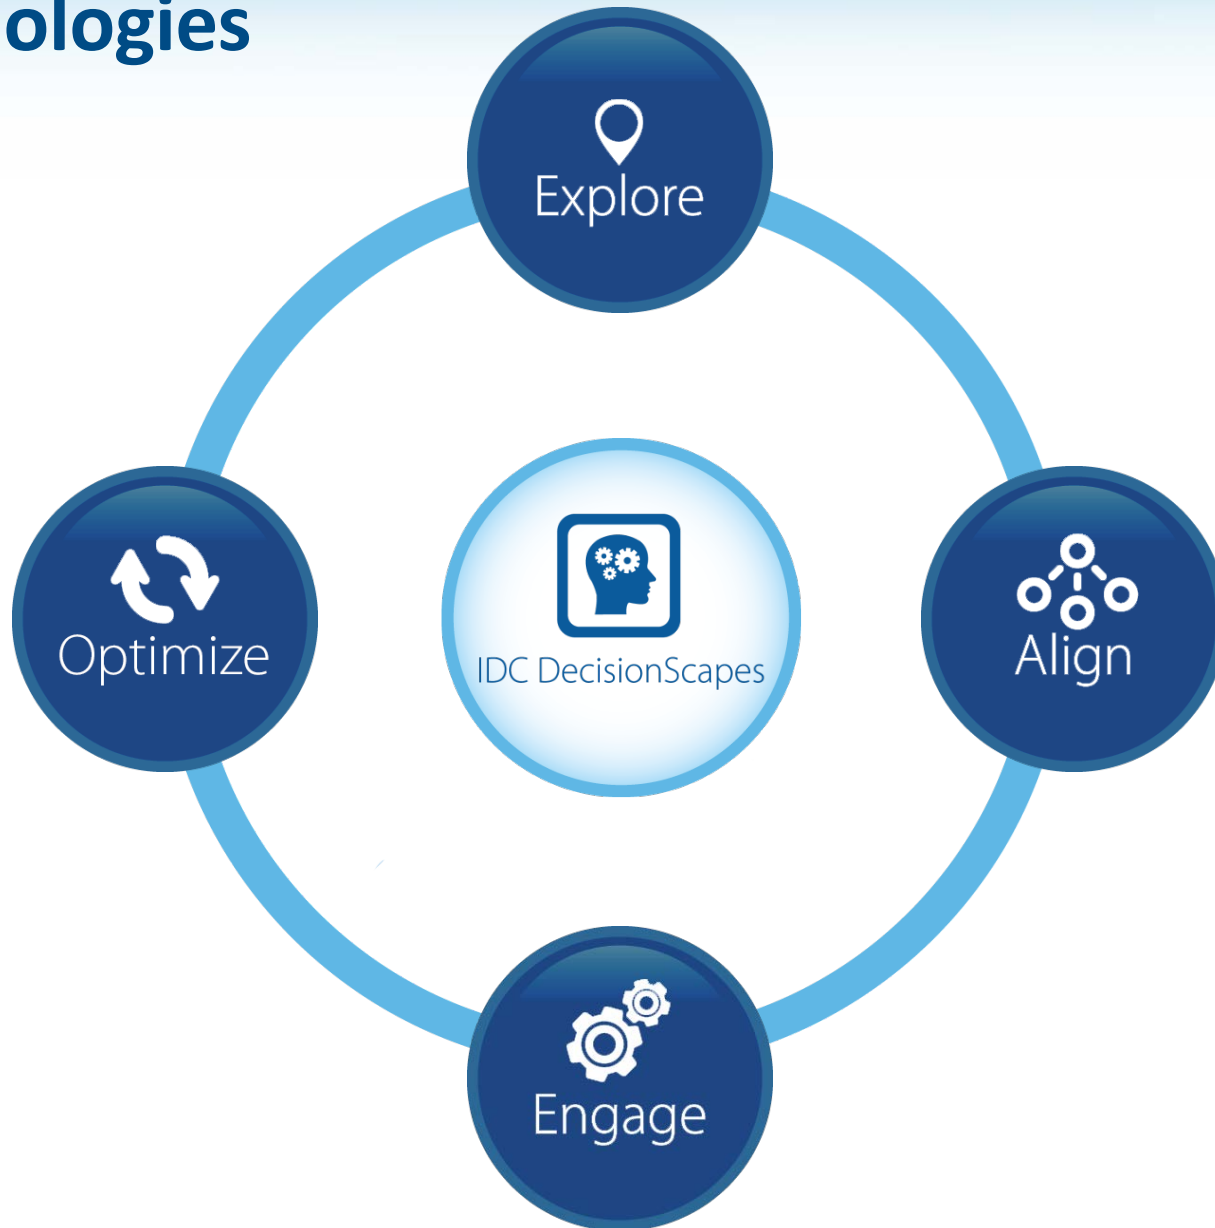 ologies
Explore
Optimize
IDC DecisionScapes
Align
Engage